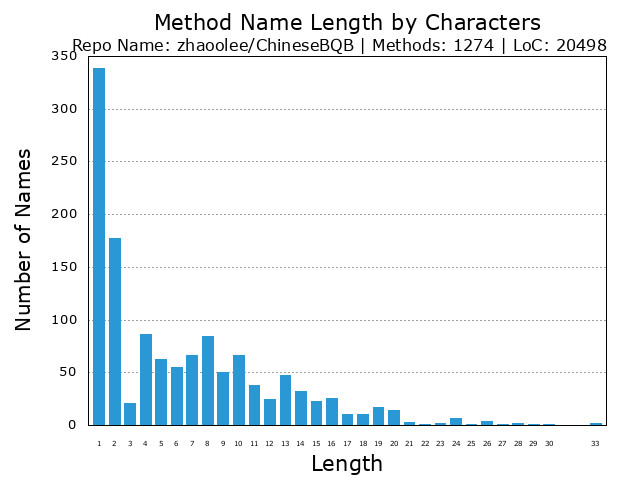 Method Name Length by Characters
Repo Name: zhaoolee/ChineseBQB | Methods: 1274 | LoC: 20498
350
300
250
200
150
100
50
0
Number of Names
1 2 3 4 5 6 7 8 9 10 11 12 13 14 15 16 17 18 19 20 21 22 23 24 25 26 27 28 29 30 33
Length